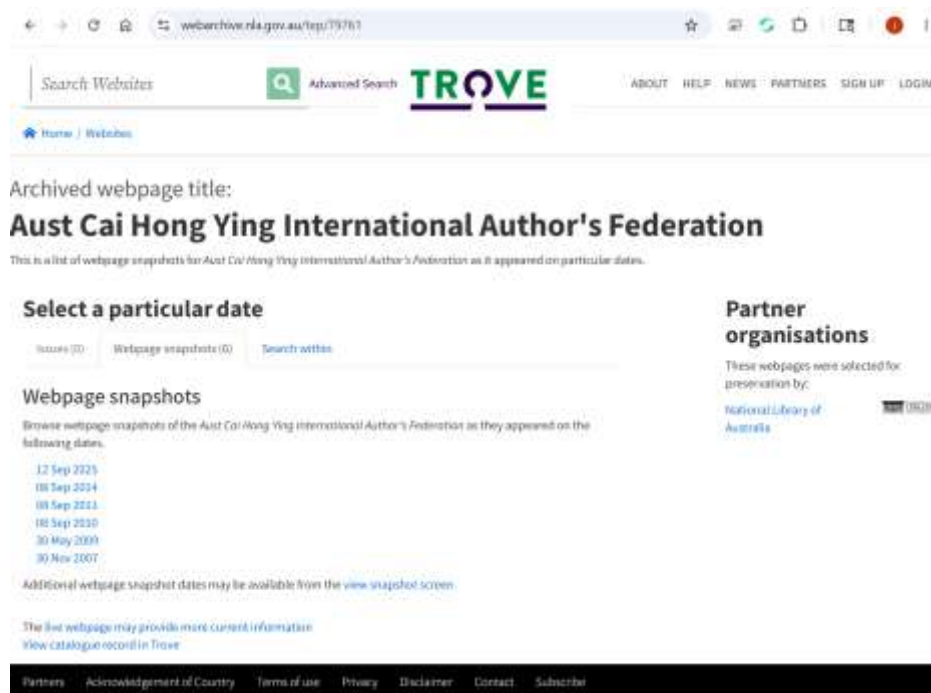 webarchive.nla.gov.au/tep/79761
Search Websites
Advanced Search
TROVE
ABOUT HELP NEWS PARTNERS SIGN UP LOGIN
Home / Websites
Archived webpage title:
Aust Cai Hong Ying International Author's Federation
This is a list of webpage snapshots for Aust Cai Hong Ying International Author's Federation as it appeared on particular dates.
Select a particular date
Issues (0) Webpage snapshots (6) Search within
Webpage snapshots
Browse webpage snapshots of the Aust Cai Hong Ying International Author's Federation as they appeared on the
following dates.
12 Sep 2025
08 Sep 2014
08 Sep 2011
08 Sep 2010
30 May 2009
30 Nov 2007
Additional webpage snapshot dates may be available from the view snapshot screen
The live webpage may provide more current information
View catalogue record in Trove
Partner
organisations
These webpages were selected for
preservation by:
National Library of
Australia
Partners Acknowledgement of Country Terms of use Privacy Disclaimer Contact Subscribe